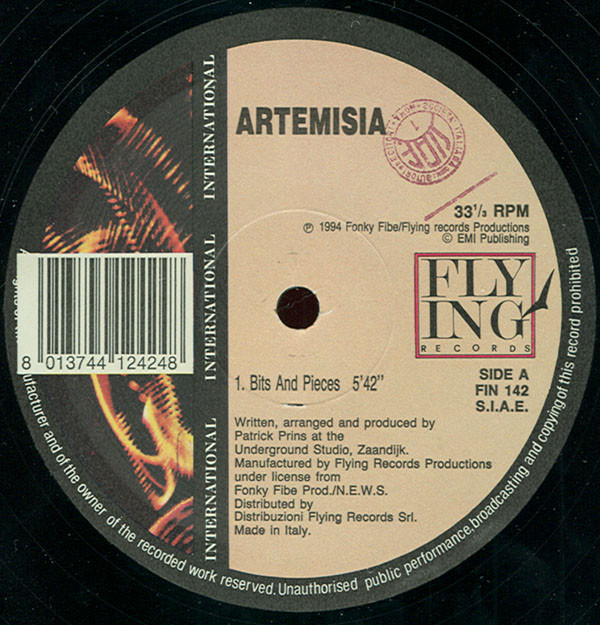 ARTEMISIA
33 1/3 RPM
℗ 1994 Fonky Fibe/Flying records Productions
© EMI Publishing
FLY
ING
RECORDS
SIDE A
FIN 142
S.I.A.E.
1. Bits And Pieces 5'42"
Written, arranged and produced by
Patrick Prins at the
Underground Studio, Zaandijk.
Manufactured by Flying Records Productions
under license from
Fonky Fibe Prod./N.E.W.S.
Distributed by
Distribuzioni Flying Records Srl.
Made in Italy.
INTERNATIONAL
INTERNATIONAL
INTERNATIONAL
8 013744 124248
and of the owner of the recorded work reserved. Unauthorised public performance, broadcasting and copying of this record prohibited
SIAE